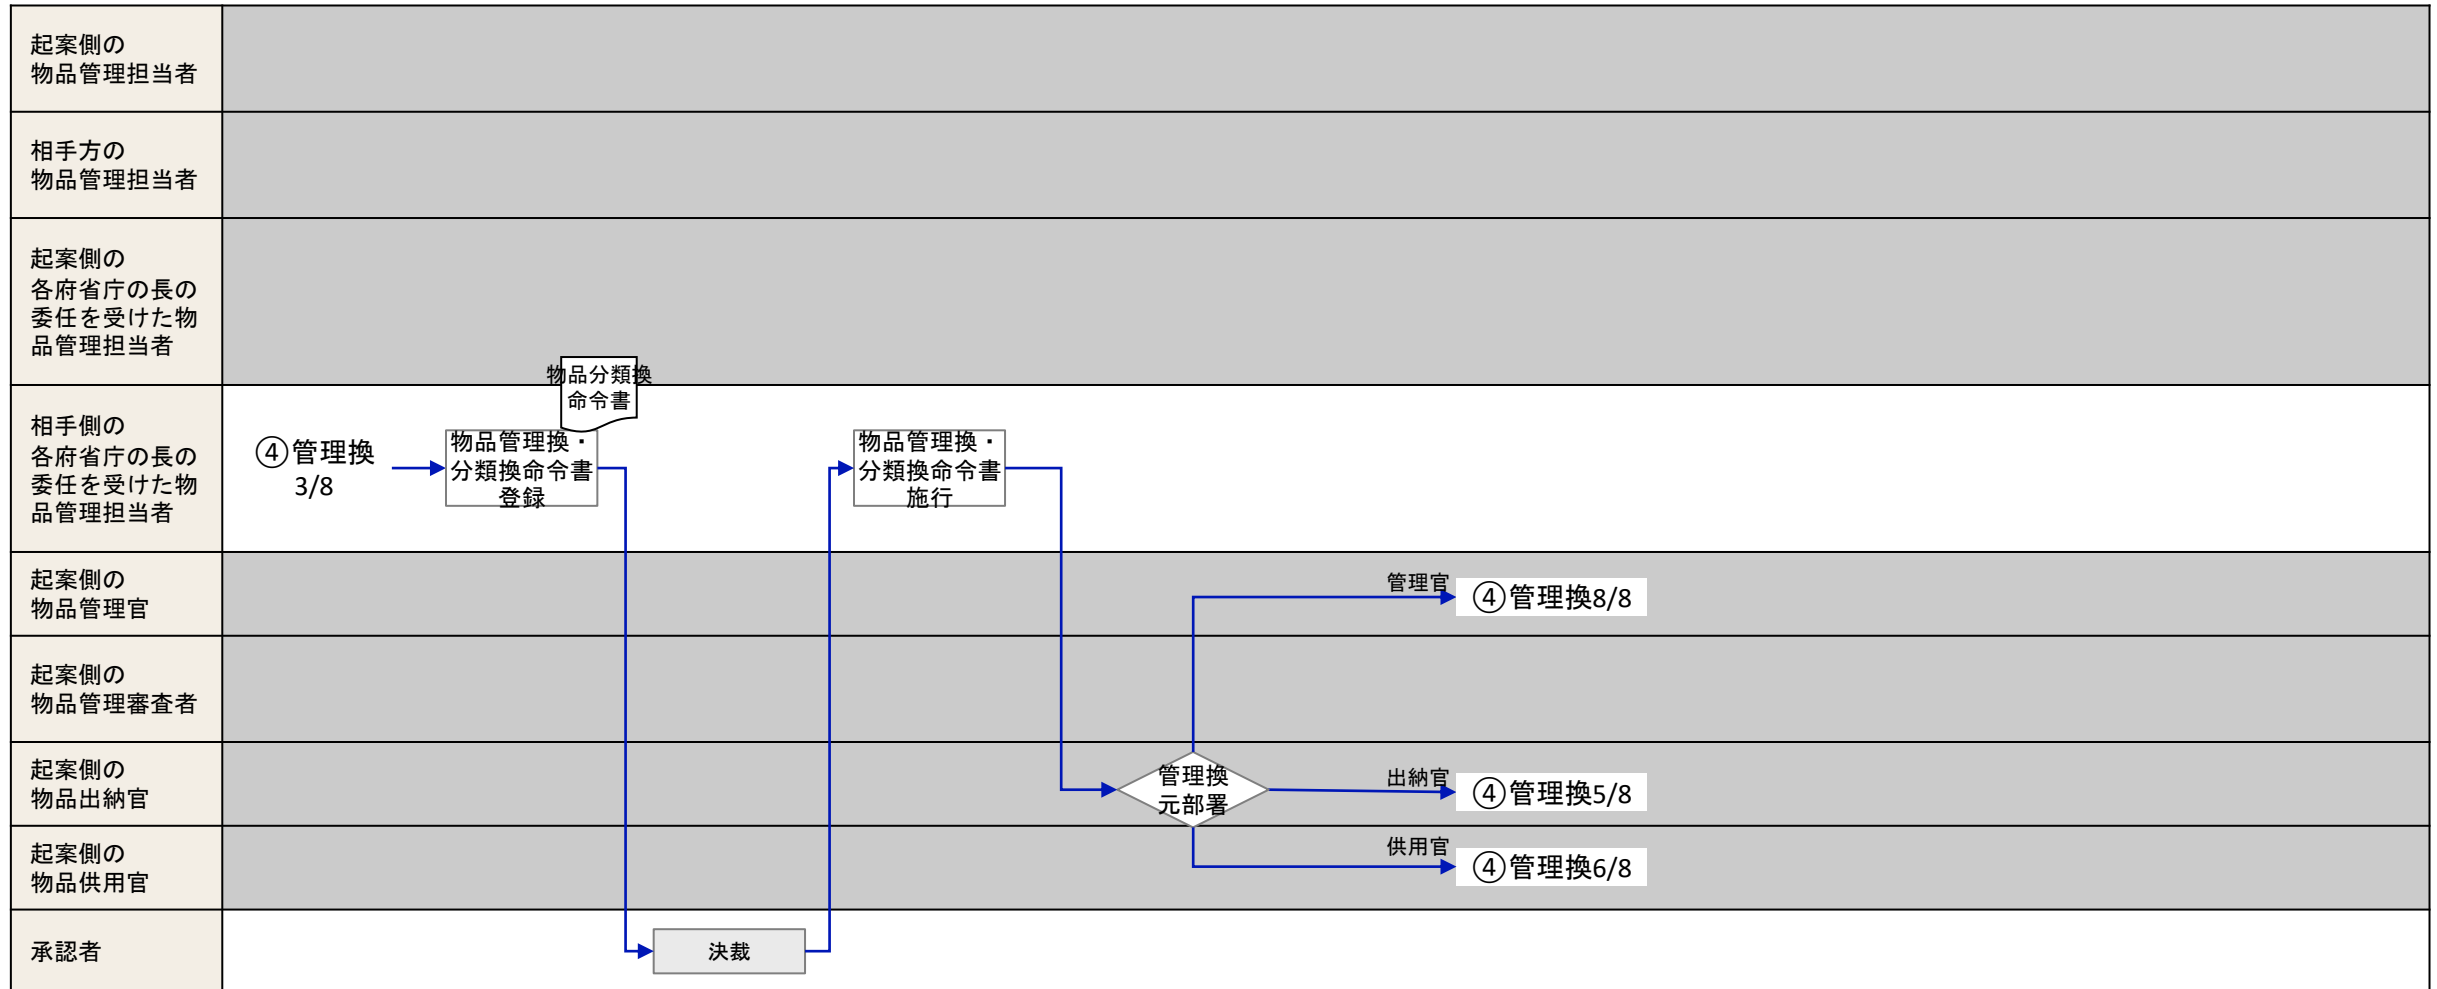 起案側の
物品管理担当者
相手方の
物品管理担当者
起案側の
各府省庁の長の
委任を受けた物
品管理担当者
物品分類換
命令書
相手側の
各府省庁の長の
委任を受けた物
品管理担当者
④管理換
3/8
物品管理換・
分類換命令書
登録
物品管理換・
分類換命令書
施行
起案側の
物品管理官
管理官
④管理換8/8
起案側の
物品管理審査者
起案側の
物品出納官
管理換
元部署
出納官
④管理換5/8
起案側の
物品供用官
供用官
④管理換6/8
承認者
決裁